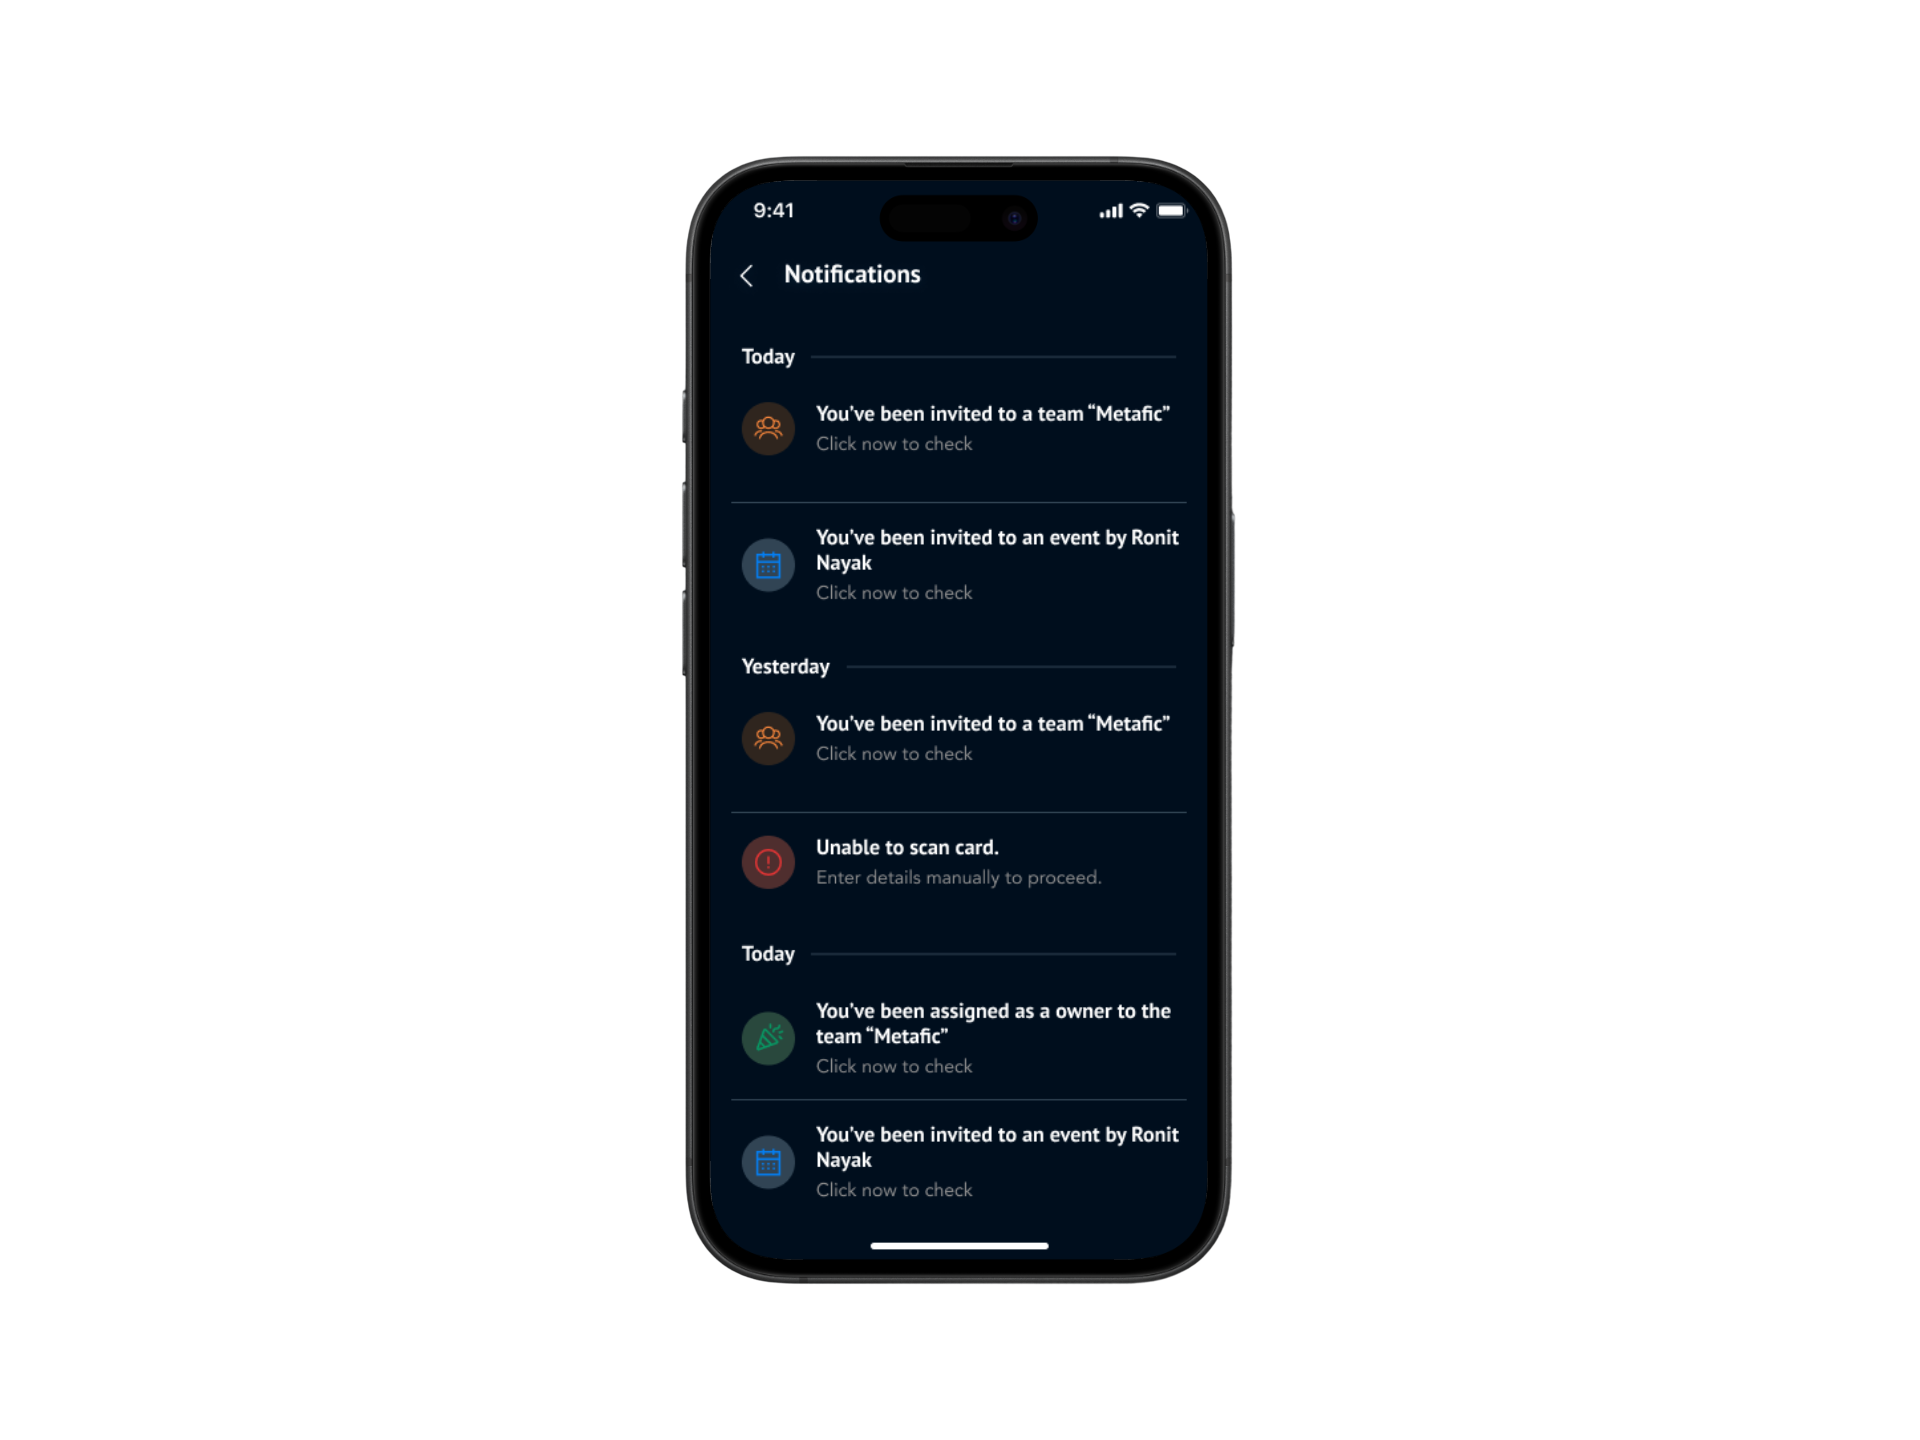 9:41
Notifications
Today
You’ve been invited to a team “Metafic”
Click now to check
You’ve been invited to an event by Ronit
Nayak
Click now to check
Yesterday
You’ve been invited to a team “Metafic”
Click now to check
Unable to scan card.
Enter details manually to proceed.
Today
You’ve been assigned as a owner to the
team “Metafic”
Click now to check
You’ve been invited to an event by Ronit
Nayak
Click now to check